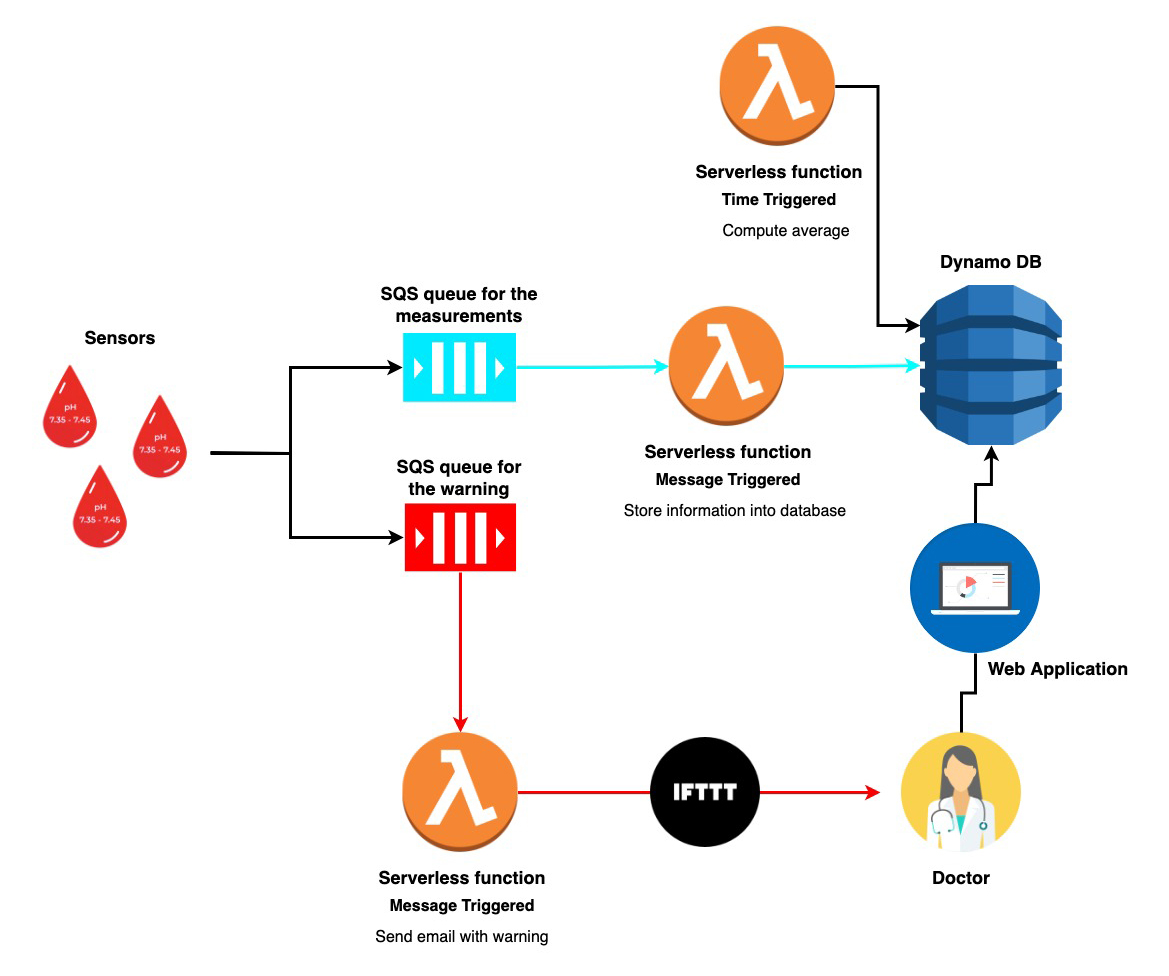 Serverless function
Time Triggered
Compute average
Dynamo DB
SQS queue for the
measurements
Sensors
pH
7.35 - 7.45
pH
7.35 - 7.45
pH
7.35 - 7.45
Serverless function
Message Triggered
Store information into database
SQS queue for
the warning
Web Application
IFTTT
Serverless function
Message Triggered
Send email with warning
Doctor